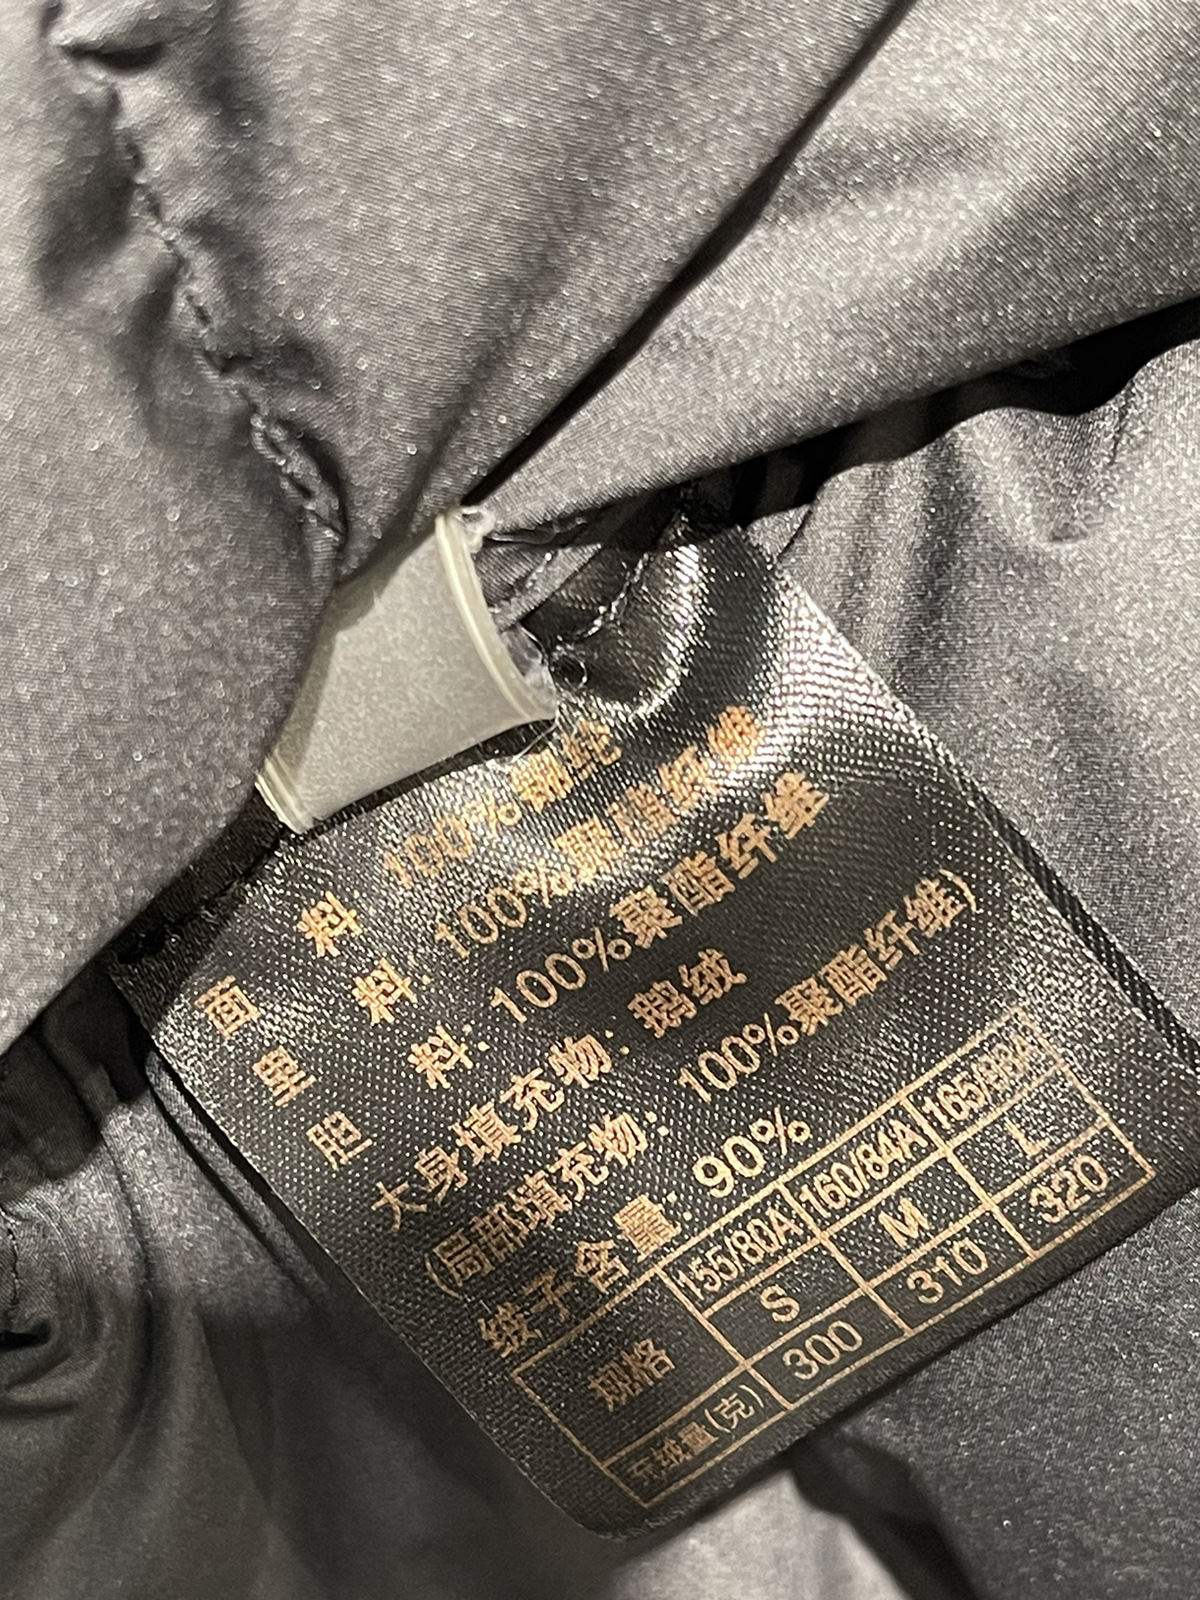 面 料: 100%锦纶
里 料: 100%聚酯纤维
胆 料: 100%聚酯纤维
大身填充物: 鹅绒
(局部填充物: 100%聚酯纤维)
绒子含量: 90%
规格 155/80A 160/84A 165/88A
S M L
充绒量(克) 300 310 320